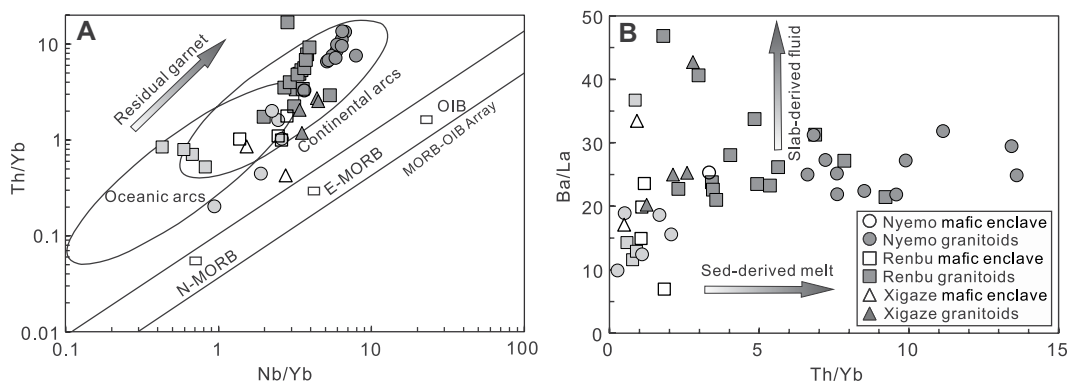 A
10
1
0.1
0.01
Th/Yb
0.1
1
10
100
Nb/Yb
Residual garnet
Continental arcs
Oceanic arcs
OIB
E-MORB
N-MORB
MORB-OIB Array
B
50
40
30
20
10
0
Ba/La
0
5
10
15
Th/Yb
Slab-derived fluid
Sed-derived melt
Nyemo mafic enclave
Nyemo granitoids
Renbu mafic enclave
Renbu granitoids
Xigaze mafic enclave
Xigaze granitoids